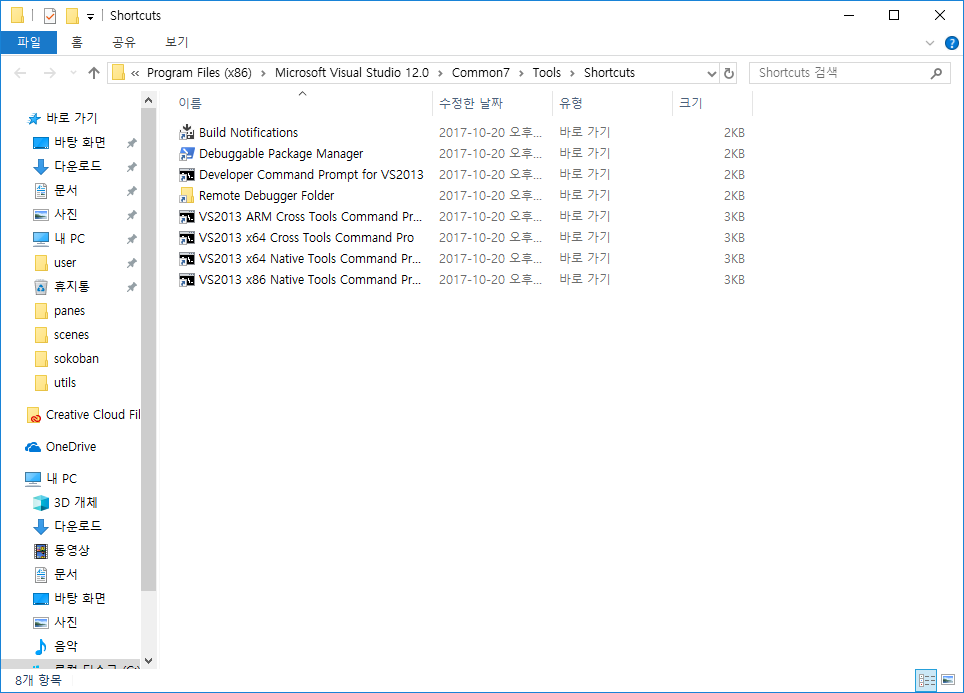 Shortcuts
파일 홈 공유 보기
« Program Files (x86) › Microsoft Visual Studio 12.0 › Common7 › Tools › Shortcuts
Shortcuts 검색
바로 가기
바탕 화면
다운로드
문서
사진
내 PC
user
휴지통
panes
scenes
sokoban
utils
Creative Cloud Fil
OneDrive
내 PC
3D 개체
다운로드
동영상
문서
바탕 화면
사진
음악
이름 수정한 날짜 유형 크기
Build Notifications 2017-10-20 오후... 바로 가기 2KB
Debuggable Package Manager 2017-10-20 오후... 바로 가기 2KB
Developer Command Prompt for VS2013 2017-10-20 오후... 바로 가기 2KB
Remote Debugger Folder 2017-10-20 오후... 바로 가기 2KB
VS2013 ARM Cross Tools Command Pr... 2017-10-20 오후... 바로 가기 3KB
VS2013 x64 Cross Tools Command Pro 2017-10-20 오후... 바로 가기 3KB
VS2013 x64 Native Tools Command Pr... 2017-10-20 오후... 바로 가기 3KB
VS2013 x86 Native Tools Command Pr... 2017-10-20 오후... 바로 가기 3KB
8개 항목